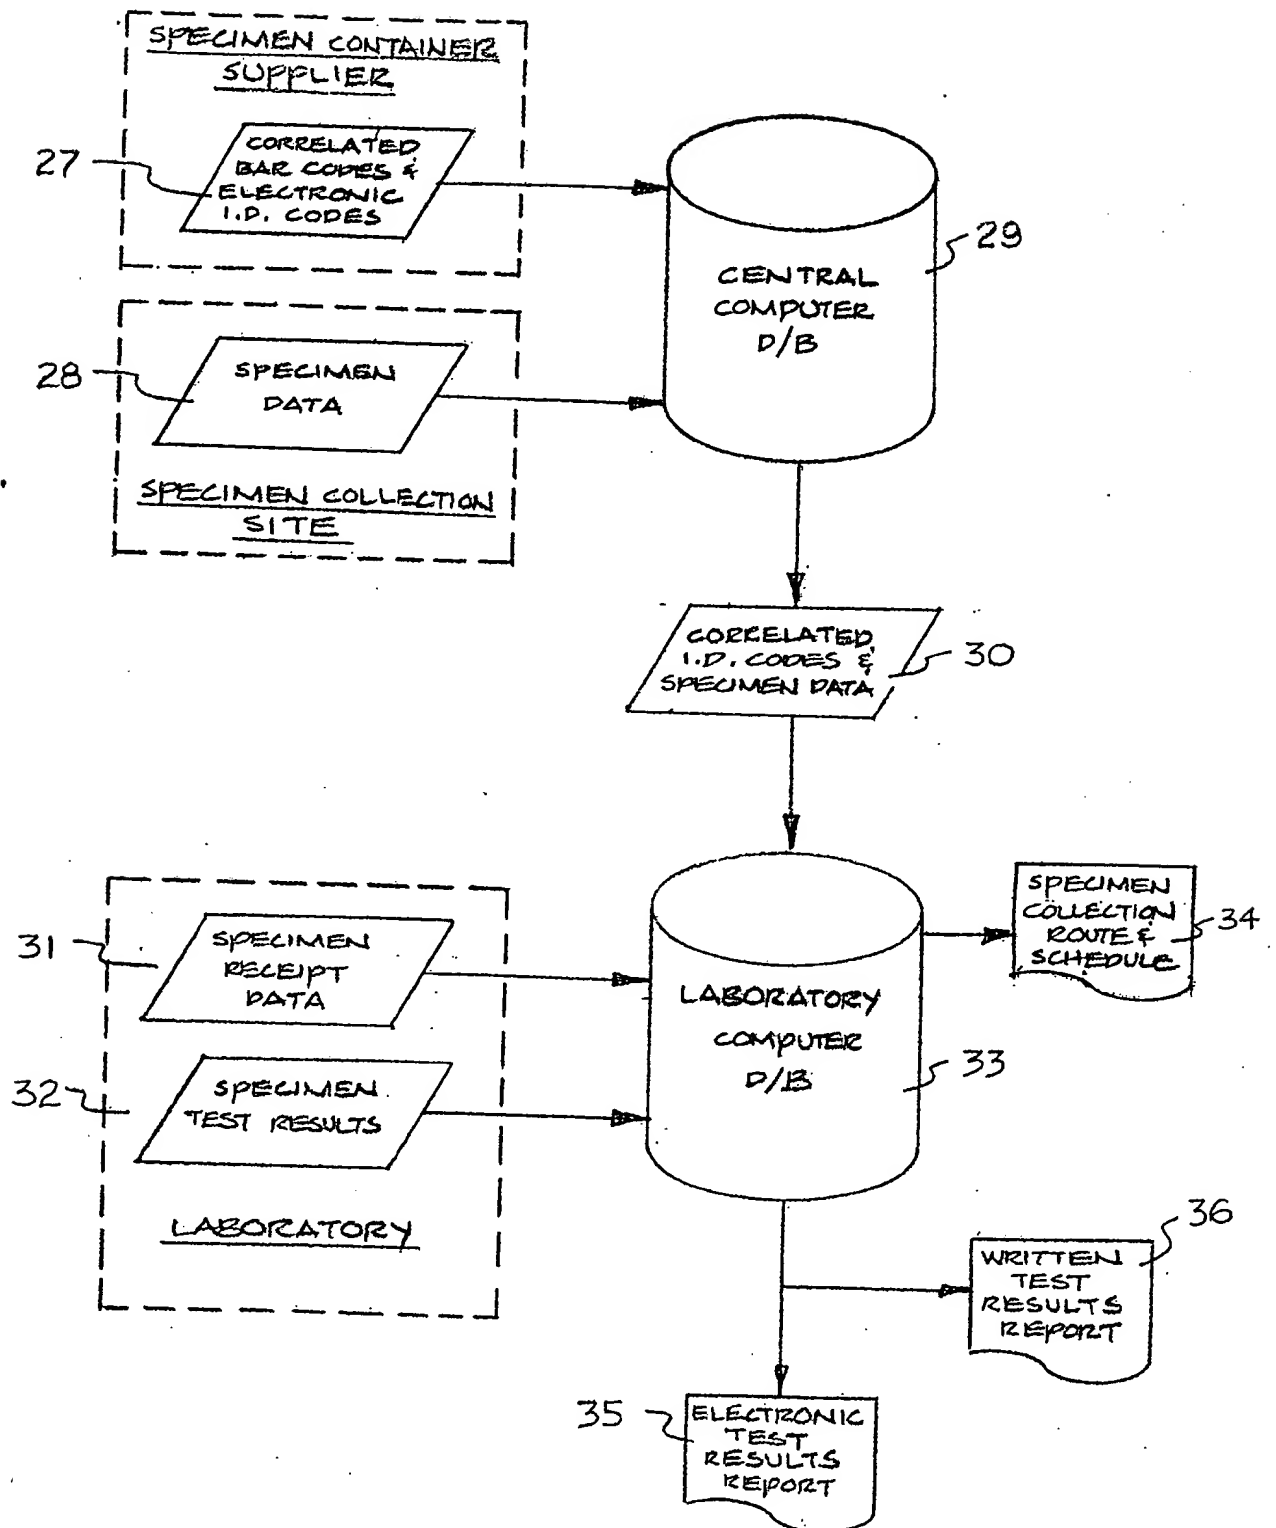 SPECIMEN CONTAINER
SUPPLIER
27
CORRELATED
BAR CODES &
ELECTRONIC
I.D. CODES
29
CENTRAL
COMPUTER
D/B
28
SPECIMEN
DATA
SPECIMEN COLLECTION
SITE
CORRELATED
I.D. CODES &
SPECIMEN DATA
30
31
SPECIMEN
RECEIPT
DATA
32
SPECIMEN
TEST RESULTS
LABORATORY
LABORATORY
COMPUTER
D/B
33
SPECIMEN
COLLECTION
ROUTE &
SCHEDULE
34
36
WRITTEN
TEST
RESULTS
REPORT
35
ELECTRONIC
TEST
RESULTS
REPORT